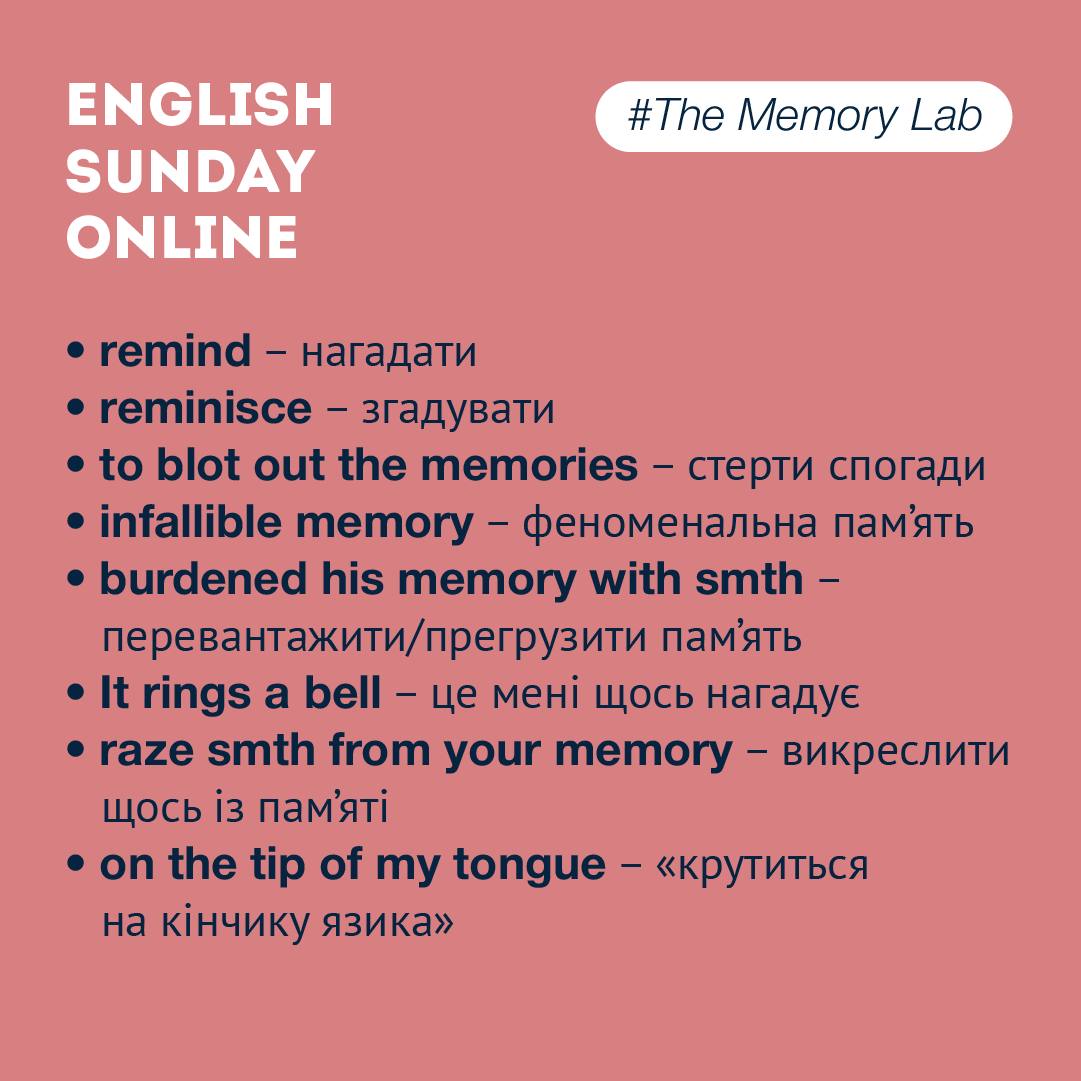 ENGLISH
SUNDAY
ONLINE
#The Memory Lab
• remind – нагадати
• reminisce – згадувати
• to blot out the memories – стерти спогади
• infallible memory – феноменальна пам’ять
• burdened his memory with smth –
перевантажити/прегрузити пам’ять
• It rings a bell – це мені щось нагадує
• raze smth from your memory – викреслити
щось із пам’яті
• on the tip of my tongue – «крутиться
на кінчику язика»